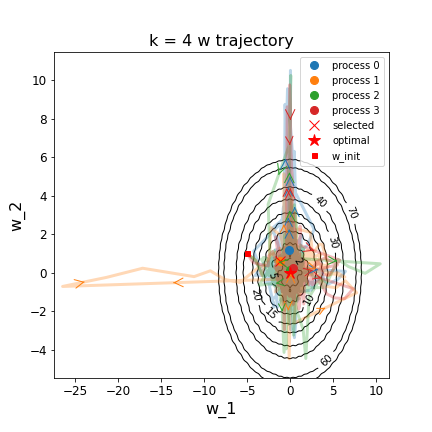 k = 4 w trajectory
w_2
10
8
6
4
2
0
−2
−4
process 0
process 1
process 2
process 3
selected
optimal
w_init
40
70
30
20
15
10
5
2
60
−25
−20
−15
−10
−5
0
5
10
w_1